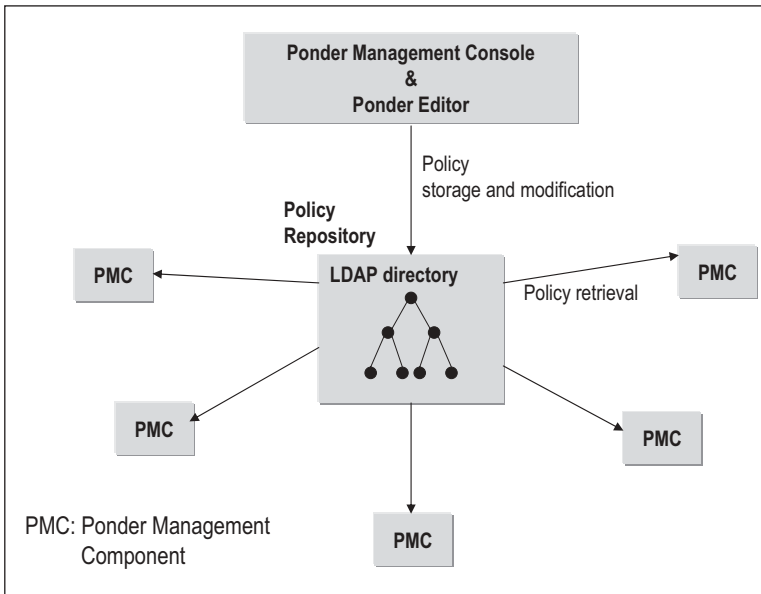 Ponder Management Console
&
Ponder Editor
Policy
storage and modification
Policy
Repository
LDAP directory
PMC
PMC
Policy retrieval
PMC
PMC
PMC
PMC: Ponder Management
Component